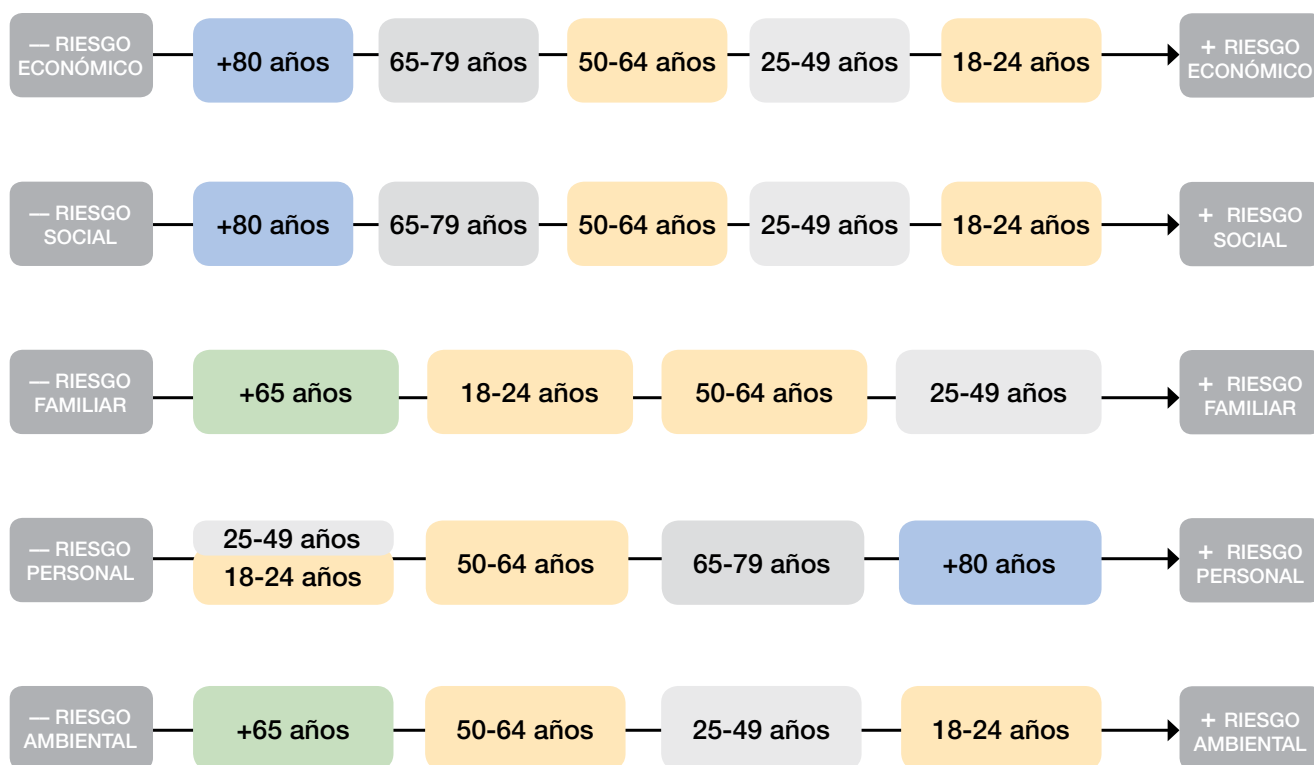 — RIESGO
ECONÓMICO
+80 años
65-79 años
50-64 años
25-49 años
18-24 años
+ RIESGO
ECONÓMICO
— RIESGO
SOCIAL
+80 años
65-79 años
50-64 años
25-49 años
18-24 años
+ RIESGO
SOCIAL
— RIESGO
FAMILIAR
+65 años
18-24 años
50-64 años
25-49 años
+ RIESGO
FAMILIAR
— RIESGO
PERSONAL
25-49 años
18-24 años
50-64 años
65-79 años
+80 años
+ RIESGO
PERSONAL
— RIESGO
AMBIENTAL
+65 años
50-64 años
25-49 años
18-24 años
+ RIESGO
AMBIENTAL